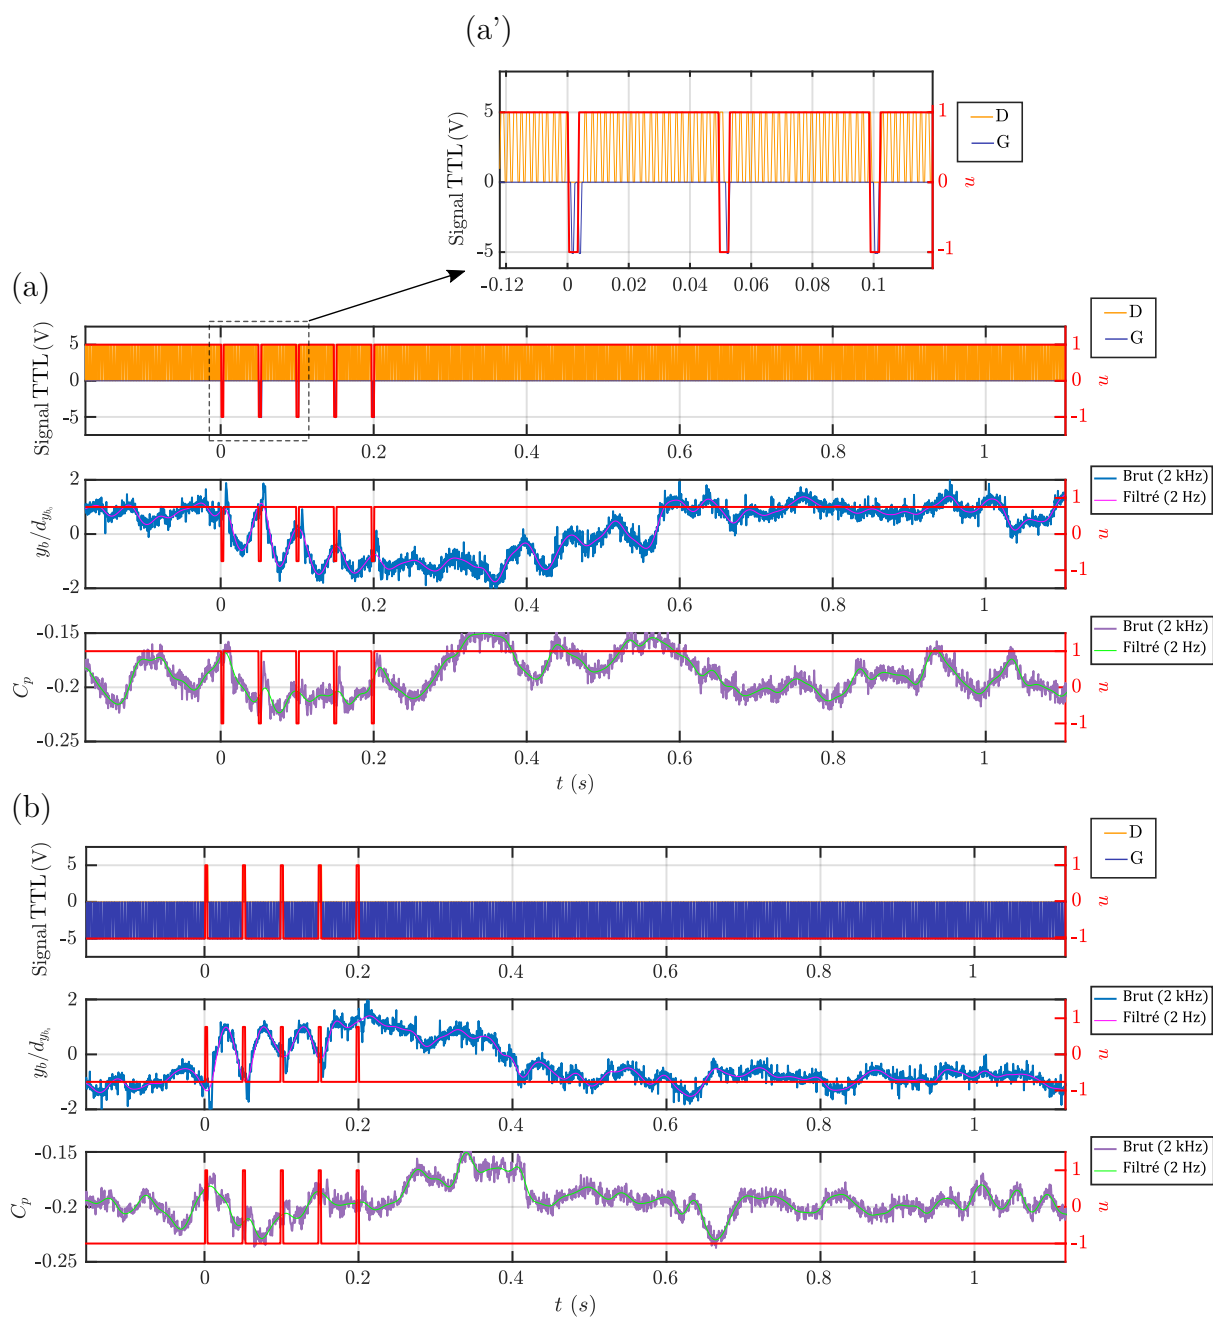 (a')
Signal TTL (V)
5
0
-5
1
0
-1
u
D
G
-0.12
0
0.02
0.04
0.06
0.08
0.1
(a)
Signal TTL (V)
5
0
-5
1
0
-1
u
D
G
0
0.2
0.4
0.6
0.8
1
y_b/d_{y_b,}
2
0
-2
1
0
-1
u
Brut (2 kHz)
Filtré (2 Hz)
0
0.2
0.4
0.6
0.8
1
C_p
-0.15
-0.2
-0.25
1
0
-1
u
Brut (2 kHz)
Filtré (2 Hz)
0
0.2
0.4
0.6
0.8
1
t (s)
(b)
Signal TTL (V)
5
0
-5
1
0
-1
u
D
G
0
0.2
0.4
0.6
0.8
1
y_b/d_{y_b,}
2
0
-2
1
0
-1
u
Brut (2 kHz)
Filtré (2 Hz)
0
0.2
0.4
0.6
0.8
1
C_p
-0.15
-0.2
-0.25
1
0
-1
u
Brut (2 kHz)
Filtré (2 Hz)
0
0.2
0.4
0.6
0.8
1
t (s)